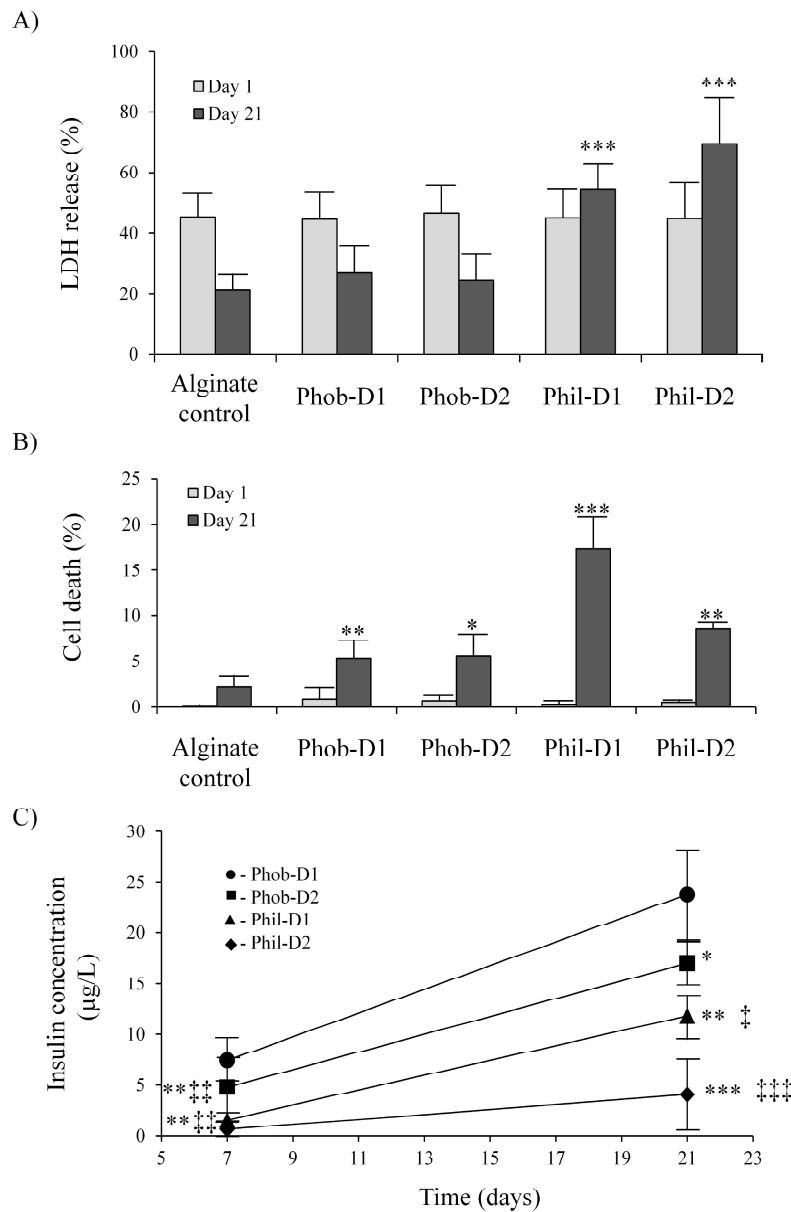 A)
100
80
60
40
20
0
LDH release (%)
Day 1
Day 21
***
***
Alginate control
Phob-D1
Phob-D2
Phil-D1
Phil-D2
B)
25
20
15
10
5
0
Cell death (%)
Day 1
Day 21
**
*
***
**
Alginate control
Phob-D1
Phob-D2
Phil-D1
Phil-D2
C)
30
25
20
15
10
5
0
Insulin concentration
(µg/L)
- Phob-D1
- Phob-D2
- Phil-D1
- Phil-D2
*
** ‡
*** ‡‡‡
**‡‡
**‡‡
5 7 9 11 13 15 17 19 21 23
Time (days)